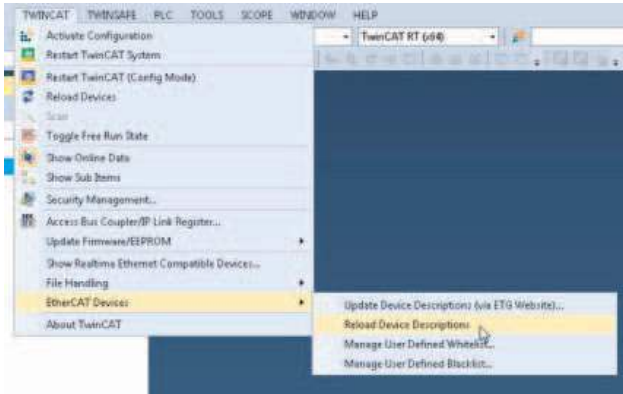 TWINCAT TWINSAFE PLC TOOLS SCOPE WINDOW HELP
Activate Configuration
TwinCAT RT (x64)
Restart TwinCAT System
Restart TwinCAT (Config Mode)
Reload Devices
Scan
Toggle Free Run State
Show Online Data
Show Sub Items
Security Management...
Access Bus Coupler/IP Link Register...
Update Firmware/EEPROM
Show Realtime Ethernet Compatible Devices...
File Handling
EtherCAT Devices
About TwinCAT
Update Device Descriptions (via ETG Website)...
Reload Device Descriptions
Manage User Defined Whitelist...
Manage User Defined Blacklist...